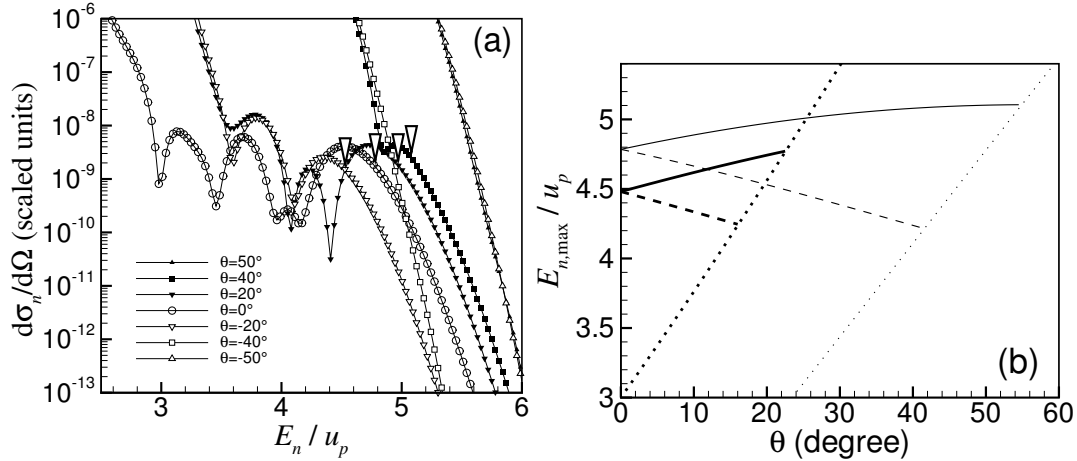 (a)
dσn/dΩ (scaled units)
10-6
10-7
10-8
10-9
10-10
10-11
10-12
10-13
θ=50°
θ=40°
θ=20°
θ=0°
θ=-20°
θ=-40°
θ=-50°
3 4 5 6
En / up
En,max / up
5
4.5
4
3.5
3
(b)
0 10 20 30 40 50 60
θ (degree)